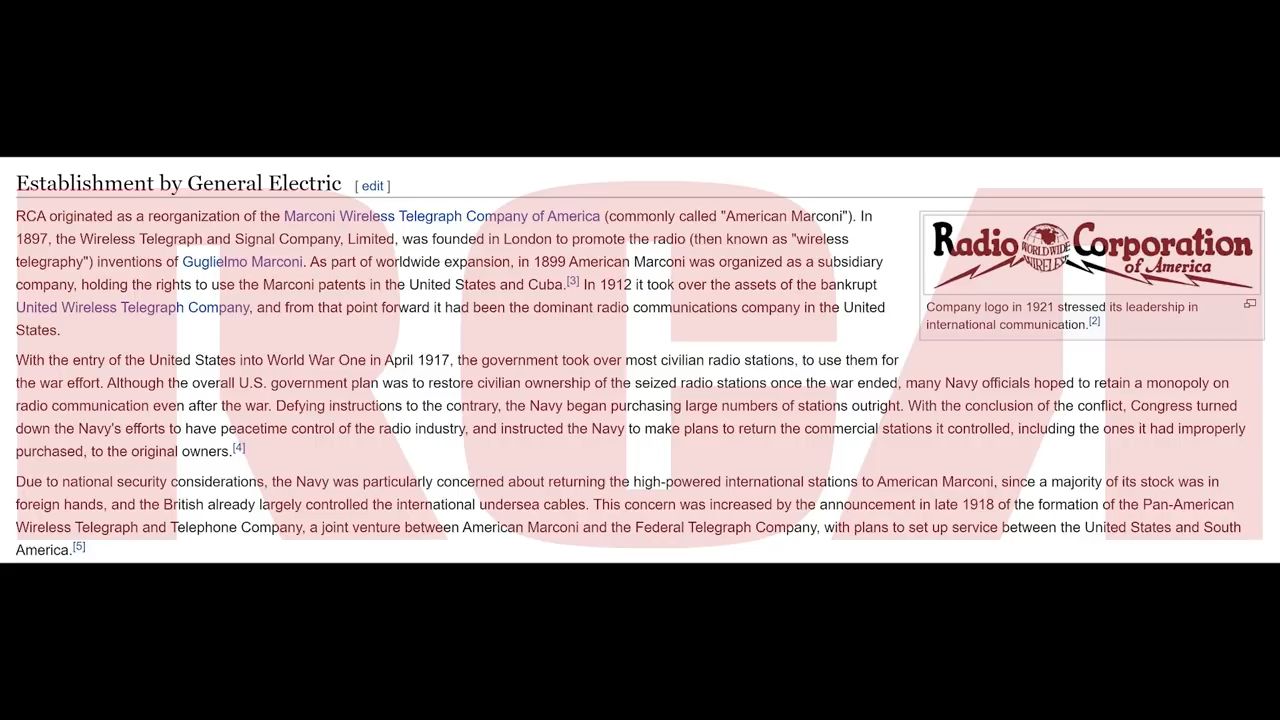 Establishment by General Electric [ edit ]
RCA originated as a reorganization of the Marconi Wireless Telegraph Company of America (commonly called "American Marconi"). In
1897, the Wireless Telegraph and Signal Company, Limited, was founded in London to promote the radio (then known as "wireless
telegraphy") inventions of Guglielmo Marconi. As part of worldwide expansion, in 1899 American Marconi was organized as a subsidiary
company, holding the rights to use the Marconi patents in the United States and Cuba.[3] In 1912 it took over the assets of the bankrupt
United Wireless Telegraph Company, and from that point forward it had been the dominant radio communications company in the United
States.
Radio Corporation
WORLD WIDE
WIRELESS
of America
Company logo in 1921 stressed its leadership in
international communication.[2]
With the entry of the United States into World War One in April 1917, the government took over most civilian radio stations, to use them for
the war effort. Although the overall U.S. government plan was to restore civilian ownership of the seized radio stations once the war ended, many Navy officials hoped to retain a monopoly on
radio communication even after the war. Defying instructions to the contrary, the Navy began purchasing large numbers of stations outright. With the conclusion of the conflict, Congress turned
down the Navy's efforts to have peacetime control of the radio industry, and instructed the Navy to make plans to return the commercial stations it controlled, including the ones it had improperly
purchased, to the original owners.[4]
Due to national security considerations, the Navy was particularly concerned about returning the high-powered international stations to American Marconi, since a majority of its stock was in
foreign hands, and the British already largely controlled the international undersea cables. This concern was increased by the announcement in late 1918 of the formation of the Pan-American
Wireless Telegraph and Telephone Company, a joint venture between American Marconi and the Federal Telegraph Company, with plans to set up service between the United States and South
America.[5]
RCA